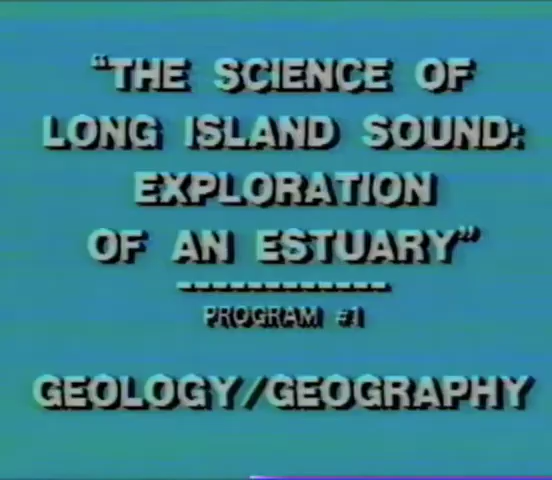 "THE SCIENCE OF
LONG ISLAND SOUND:
EXPLORATION
OF AN ESTUARY"
------------
PROGRAM #1
GEOLOGY/GEOGRAPHY